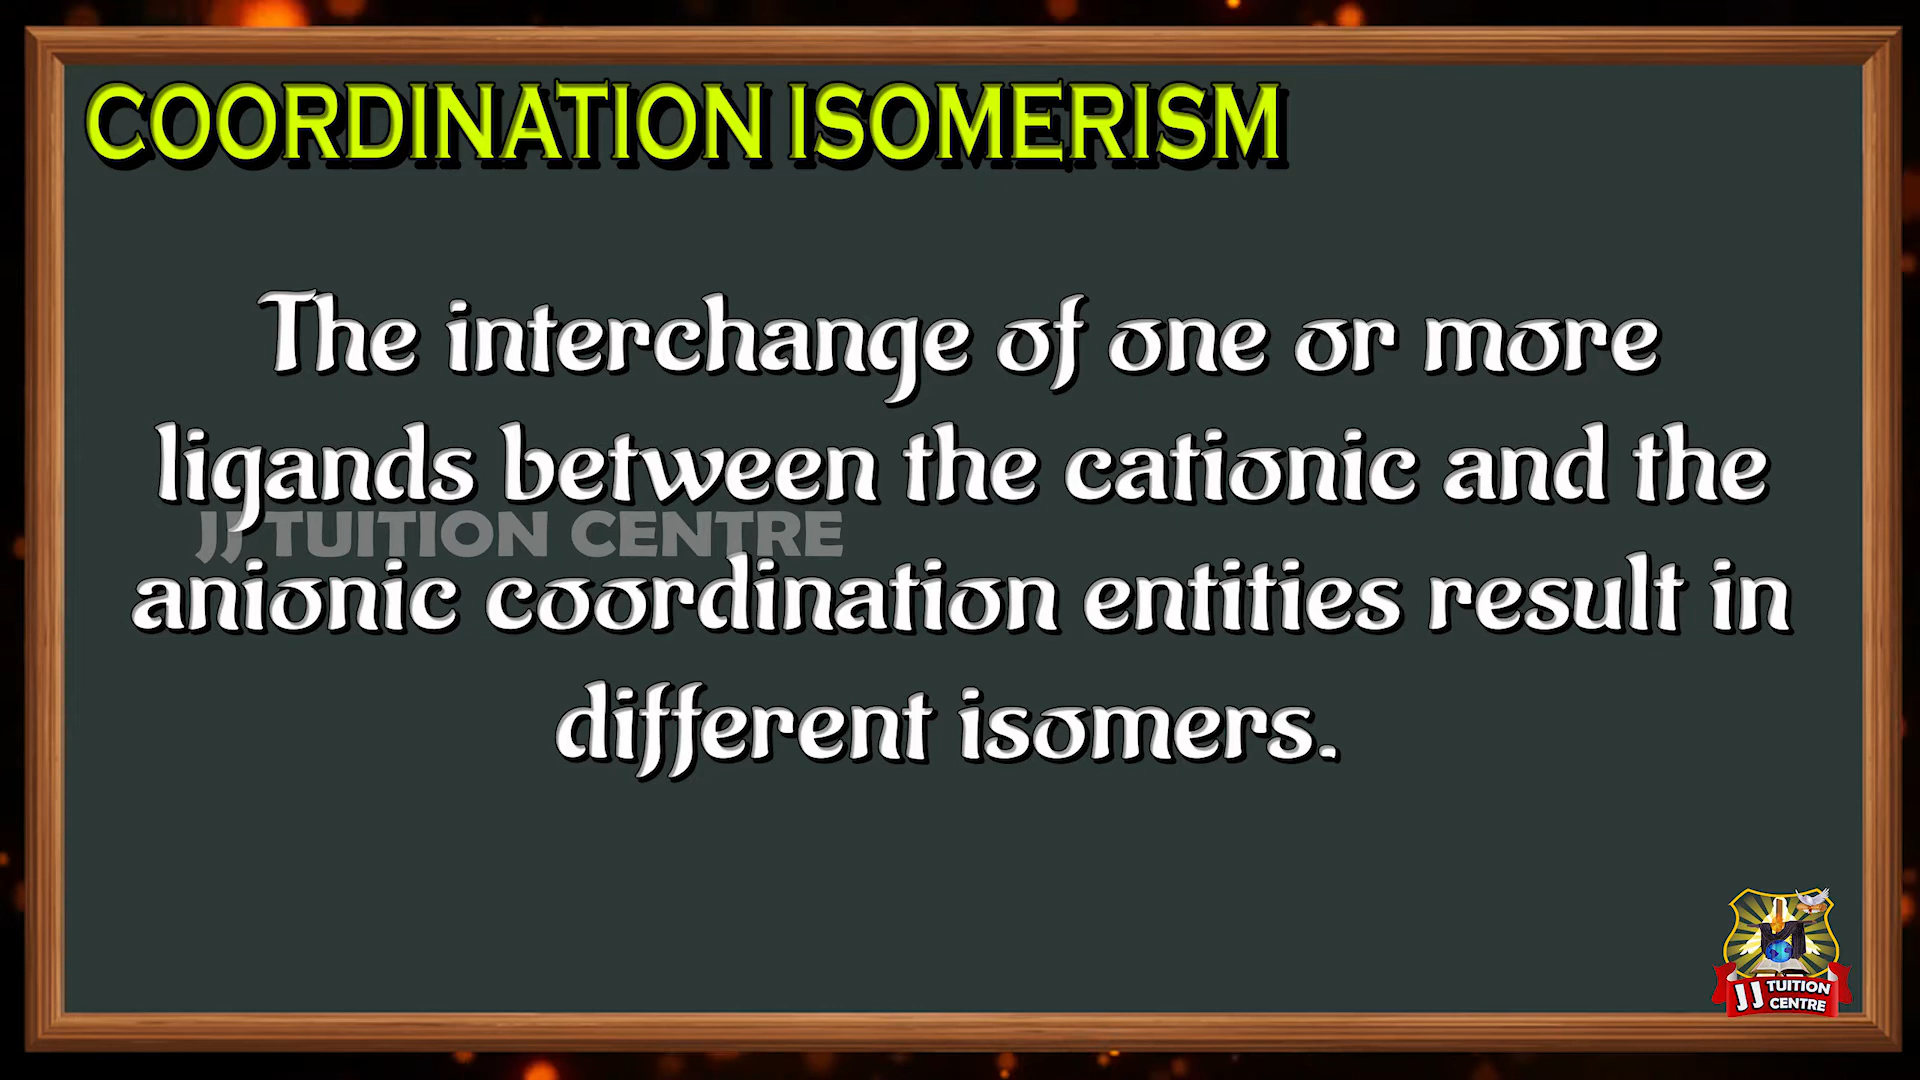 COORDINATION ISOMERISM
The interchange of one or more
ligands between the cationic and the
JJ TUITION CENTRE
anionic coordination entities result in
different isomers.
JJ TUITION
CENTRE